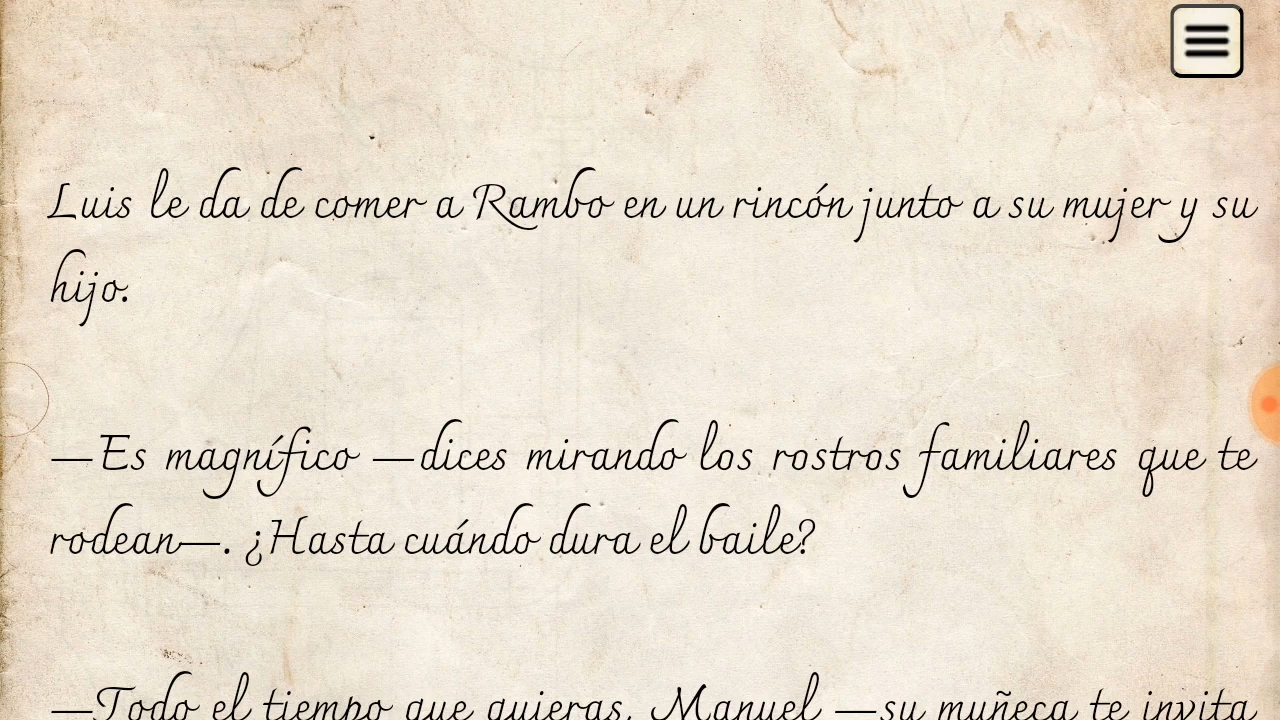 Luis le da de comer a Rambo en un rincón junto a su mujer y su
hijo.
—Es magnífico —dices mirando los rostros familiares que te
rodean—. ¿Hasta cuándo dura el baile?
—Todo el tiempo que quieras, Manuel —su muñeca te invita